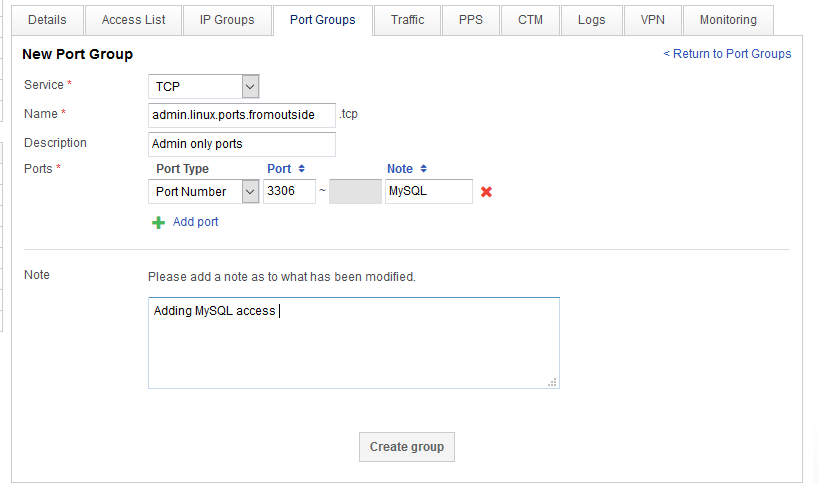 Details Access List IP Groups Port Groups Traffic PPS CTM Logs VPN Monitoring
New Port Group < Return to Port Groups
Service * TCP
Name * admin.linux.ports.fromoutside .tcp
Description Admin only ports
Ports * Port Type Port Note
Port Number 3306 ~ MySQL
Add port
Note Please add a note as to what has been modified.
Adding MySQL access
Create group